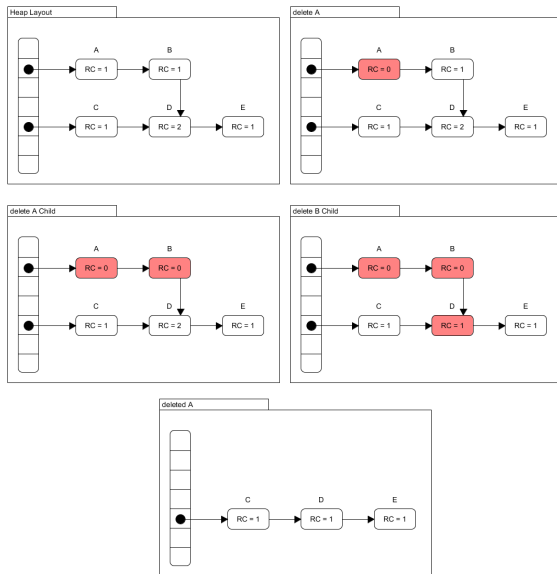 Heap Layout
A B
RC = 1 RC = 1
C D E
RC = 1 RC = 2 RC = 1
delete A
A B
RC = 0 RC = 1
C D E
RC = 1 RC = 2 RC = 1
delete A Child
A B
RC = 0 RC = 0
C D E
RC = 1 RC = 2 RC = 1
delete B Child
A B
RC = 0 RC = 0
C D E
RC = 1 RC = 1 RC = 1
deleted A
C D E
RC = 1 RC = 1 RC = 1